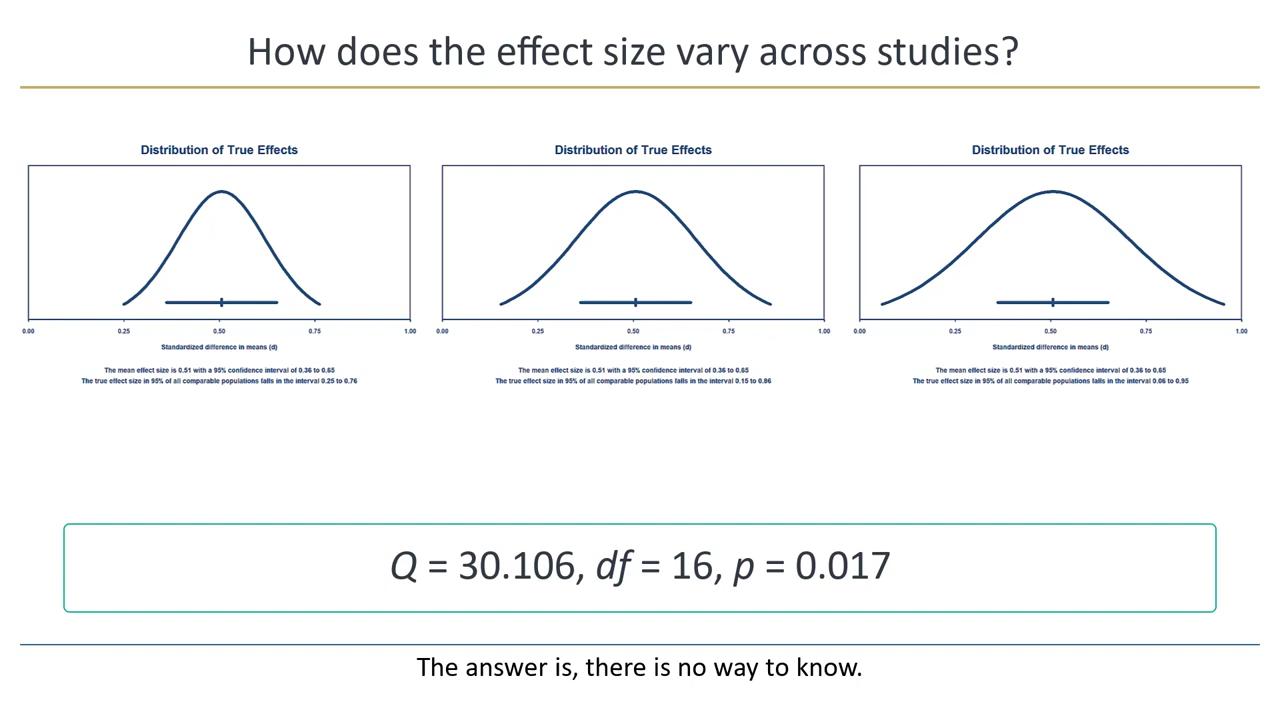 How does the effect size vary across studies?
Distribution of True Effects
0.00 0.25 0.50 0.75 1.00
Standardized difference in means (d)
The mean effect size is 0.51 with a 95% confidence interval of 0.36 to 0.65
The true effect size in 95% of all comparable populations falls in the interval 0.25 to 0.76
Distribution of True Effects
0.00 0.25 0.50 0.75 1.00
Standardized difference in means (d)
The mean effect size is 0.51 with a 95% confidence interval of 0.36 to 0.65
The true effect size in 95% of all comparable populations falls in the interval 0.15 to 0.86
Distribution of True Effects
0.00 0.25 0.50 0.75 1.00
Standardized difference in means (d)
The mean effect size is 0.51 with a 95% confidence interval of 0.36 to 0.65
The true effect size in 95% of all comparable populations falls in the interval 0.06 to 0.95
Q = 30.106, df = 16, p = 0.017
The answer is, there is no way to know.